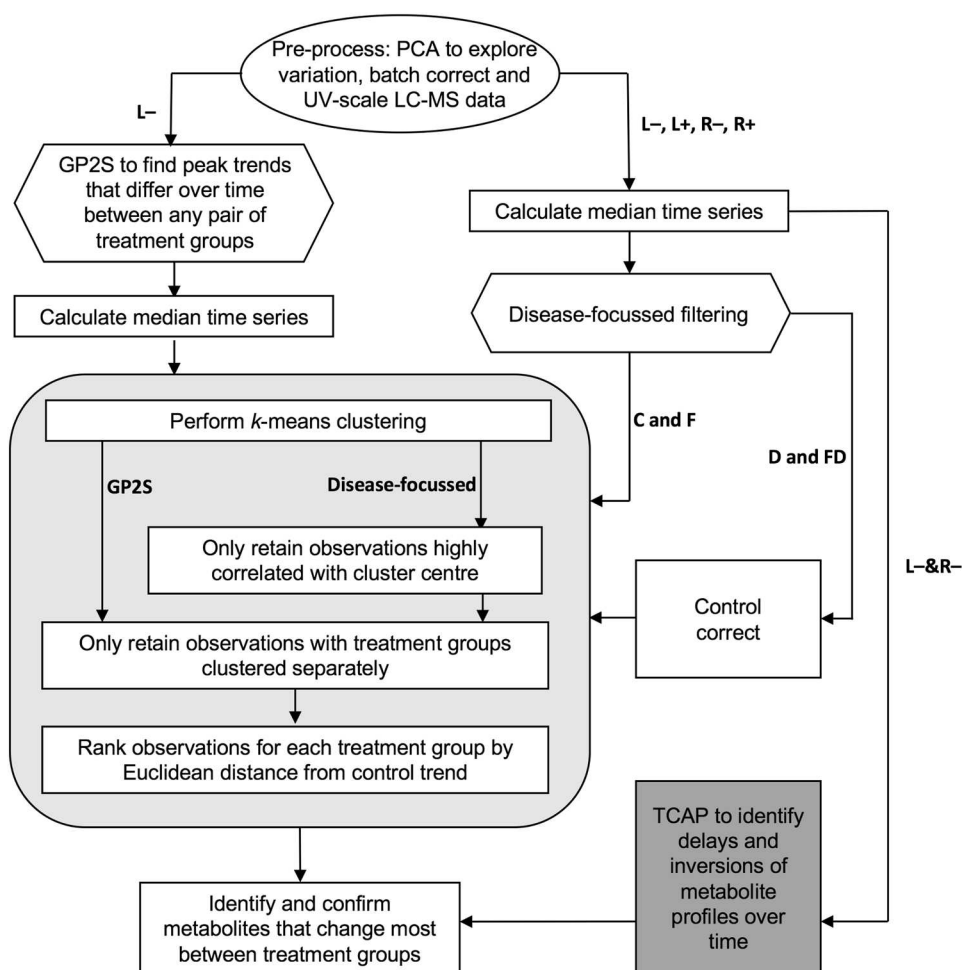 Pre-process: PCA to explore
variation, batch correct and
UV-scale LC-MS data
L–
L–, L+, R–, R+
GP2S to find peak trends
that differ over time
between any pair of
treatment groups
Calculate median time series
Calculate median time series
Disease-focussed filtering
C and F
D and FD
L–&R–
Perform k-means clustering
GP2S
Disease-focussed
Only retain observations highly
correlated with cluster centre
Only retain observations with treatment groups
clustered separately
Rank observations for each treatment group by
Euclidean distance from control trend
Control
correct
TCAP to identify
delays and
inversions of
metabolite
profiles over
time
Identify and confirm
metabolites that change most
between treatment groups